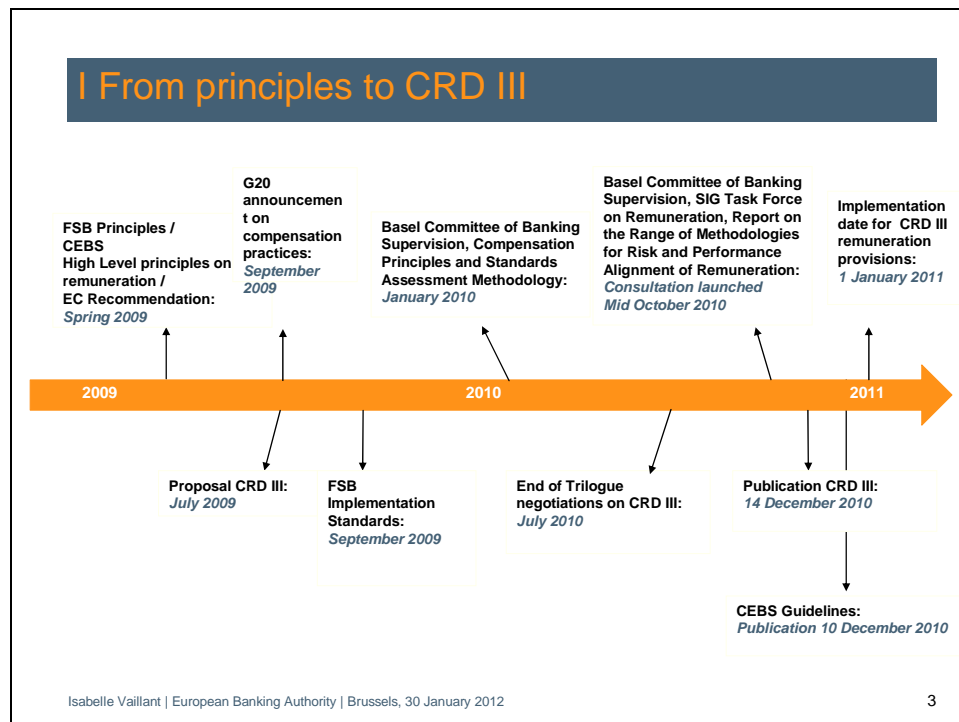 I From principles to CRD III
FSB Principles /
CEBS
High Level principles on
remuneration /
EC Recommendation:
Spring 2009
G20
announcemen
t on
compensation
practices:
September
2009
Basel Committee of Banking
Supervision, Compensation
Principles and Standards
Assessment Methodology:
January 2010
Basel Committee of Banking
Supervision, SIG Task Force
on Remuneration, Report on
the Range of Methodologies
for Risk and Performance
Alignment of Remuneration:
Consultation launched
Mid October 2010
Implementation
date for CRD III
remuneration
provisions:
1 January 2011
2009
2010
2011
Proposal CRD III:
July 2009
FSB
Implementation
Standards:
September 2009
End of Trilogue
negotiations on CRD III:
July 2010
Publication CRD III:
14 December 2010
CEBS Guidelines:
Publication 10 December 2010
Isabelle Vaillant | European Banking Authority | Brussels, 30 January 2012
3